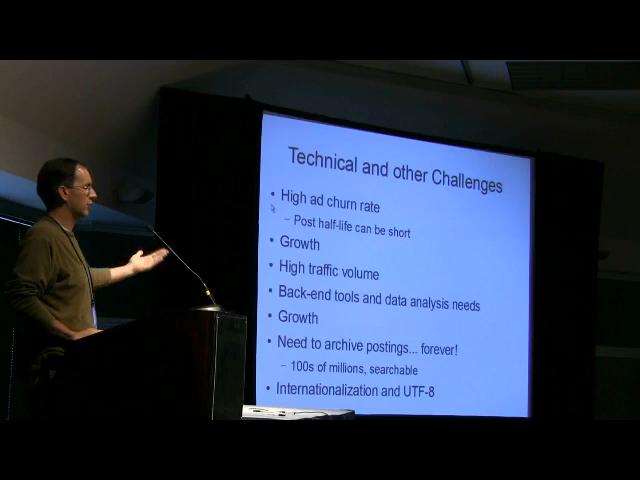 Technical and other Challenges
• High ad churn rate
– Post half-life can be short
• Growth
• High traffic volume
• Back-end tools and data analysis needs
• Growth
• Need to archive postings... forever!
– 100s of millions, searchable
• Internationalization and UTF-8